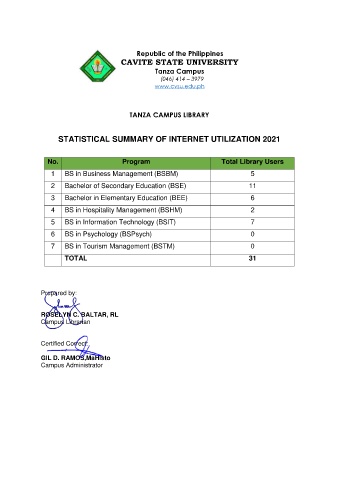 Republic of the Philippines
CAVITE STATE UNIVERSITY
Tanza Campus
(046) 414 – 3979
www.cvsu.edu.ph
TANZA CAMPUS LIBRARY
STATISTICAL SUMMARY OF INTERNET UTILIZATION 2021
No. Program Total Library Users
1 BS in Business Management (BSBM) 5
2 Bachelor of Secondary Education (BSE) 11
3 Bachelor in Elementary Education (BEE) 6
4 BS in Hospitality Management (BSHM) 2
5 BS in Information Technology (BSIT) 7
6 BS in Psychology (BSPsych) 0
7 BS in Tourism Management (BSTM) 0
TOTAL 31
Prepared by:
ROSELYN C. BALTAR, RL
Campus Librarian
Certified Correct:
GIL D. RAMOS,MaHisto
Campus Administrator